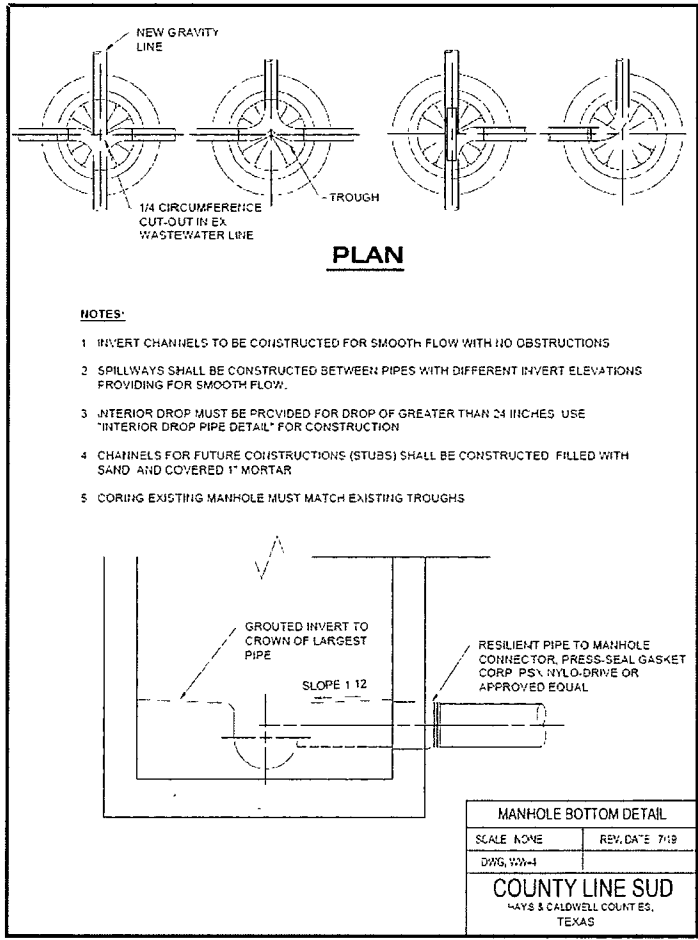 NEW GRAVITY
LINE
TROUGH
1/4 CIRCUMFERENCE
CUT-OUT IN EX
WASTEWATER LINE
PLAN
NOTES:
1 INVERT CHANNELS TO BE CONSTRUCTED FOR SMOOTH FLOW WITH NO OBSTRUCTIONS
2 SPILLWAYS SHALL BE CONSTRUCTED BETWEEN PIPES WITH DIFFERENT INVERT ELEVATIONS
PROVIDING FOR SMOOTH FLOW.
3 INTERIOR DROP MUST BE PROVIDED FOR DROP OF GREATER THAN 24 INCHES USE
"INTERIOR DROP PIPE DETAIL" FOR CONSTRUCTION
4 CHANNELS FOR FUTURE CONSTRUCTIONS (STUBS) SHALL BE CONSTRUCTED FILLED WITH
SAND AND COVERED 1" MORTAR
5 CORING EXISTING MANHOLE MUST MATCH EXISTING TROUGHS
GROUTED INVERT TO
CROWN OF LARGEST
PIPE
SLOPE 1 12
RESILIENT PIPE TO MANHOLE
CONNECTOR, PRESS-SEAL GASKET
CORP PSX NYLO-DRIVE OR
APPROVED EQUAL
MANHOLE BOTTOM DETAIL
SCALE NONE
REV. DATE 7/19
DWG, WW-4
COUNTY LINE SUD
HAYS & CALDWELL COUNTIES,
TEXAS